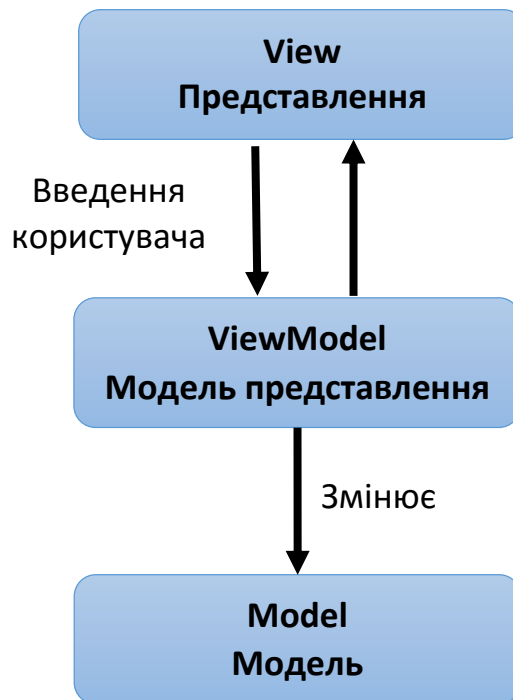 View
Представлення
Введення
користувача
ViewModel
Модель представлення
Змінює
Model
Модель